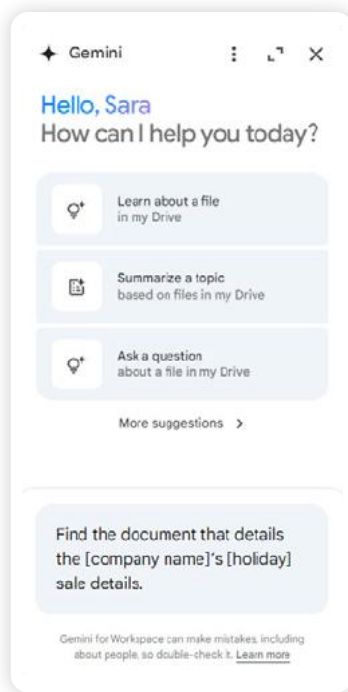 Gemini
Hello, Sara
How can I help you today?
Learn about a file
in my Drive
Summarize a topic
based on files in my Drive
Ask a question
about a file in my Drive
More suggestions
Find the document that details
the [company name]'s [holiday]
sale details.
Gemini for Workspace can make mistakes, including
about people, so double-check it. Learn more